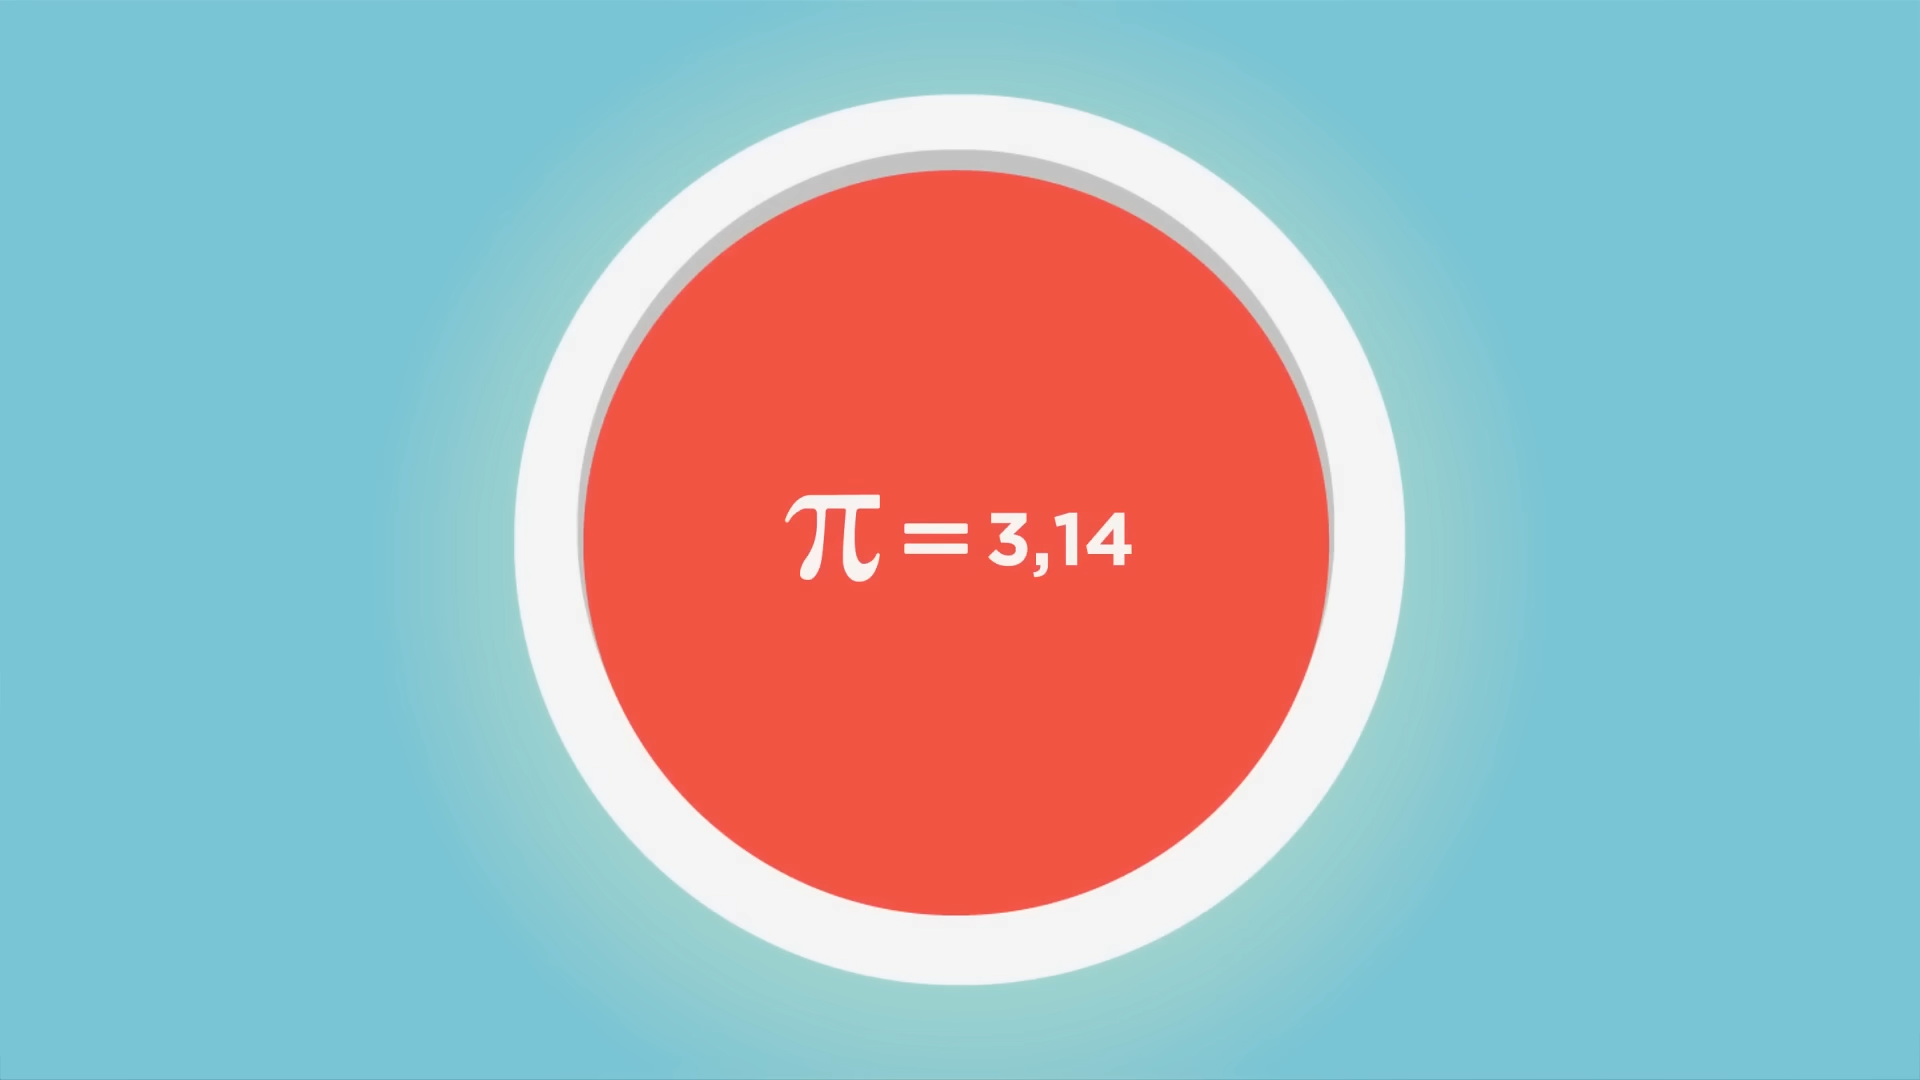 π = 3,14